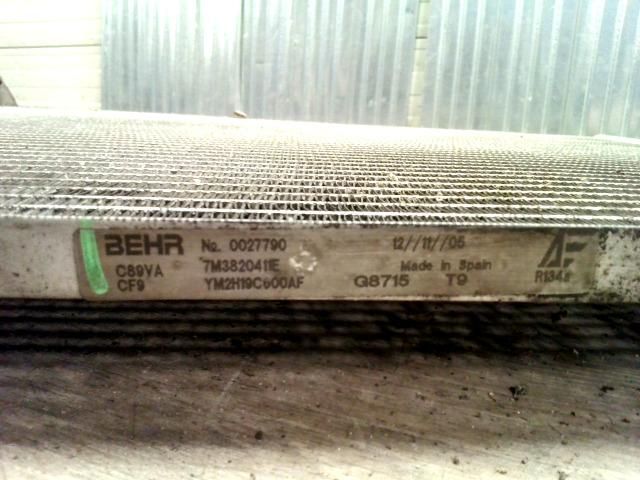 BEHR No. 0027790 12//11//05
C89VA 7M3820411E Made in Spain
CF9 YM2H19C600AF G8715 T9 R134a